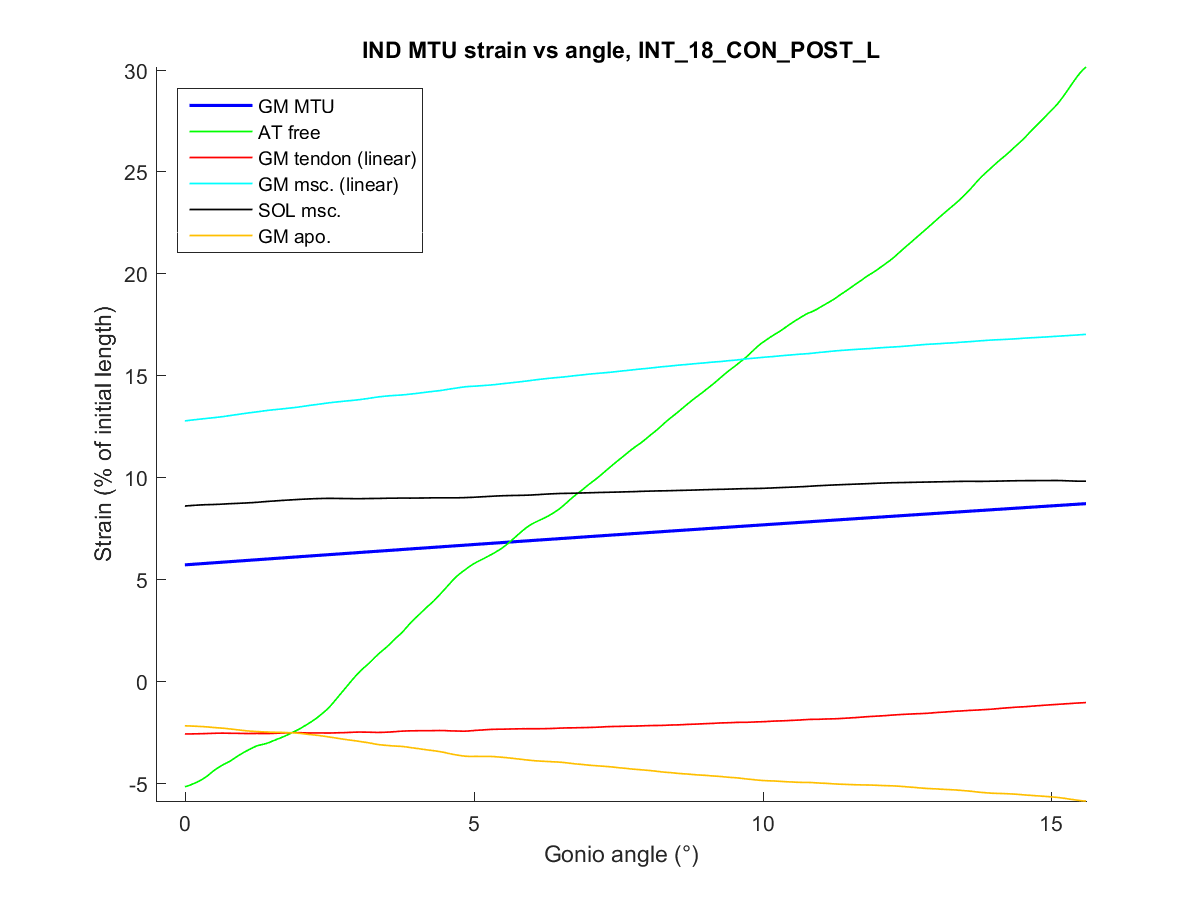 IND MTU strain vs angle, INT_18_CON_POST_L
GM MTU
AT free
GM tendon (linear)
GM msc. (linear)
SOL msc.
GM apo.
Strain (% of initial length)
30
25
20
15
10
5
0
-5
0 5 10 15
Gonio angle (°)